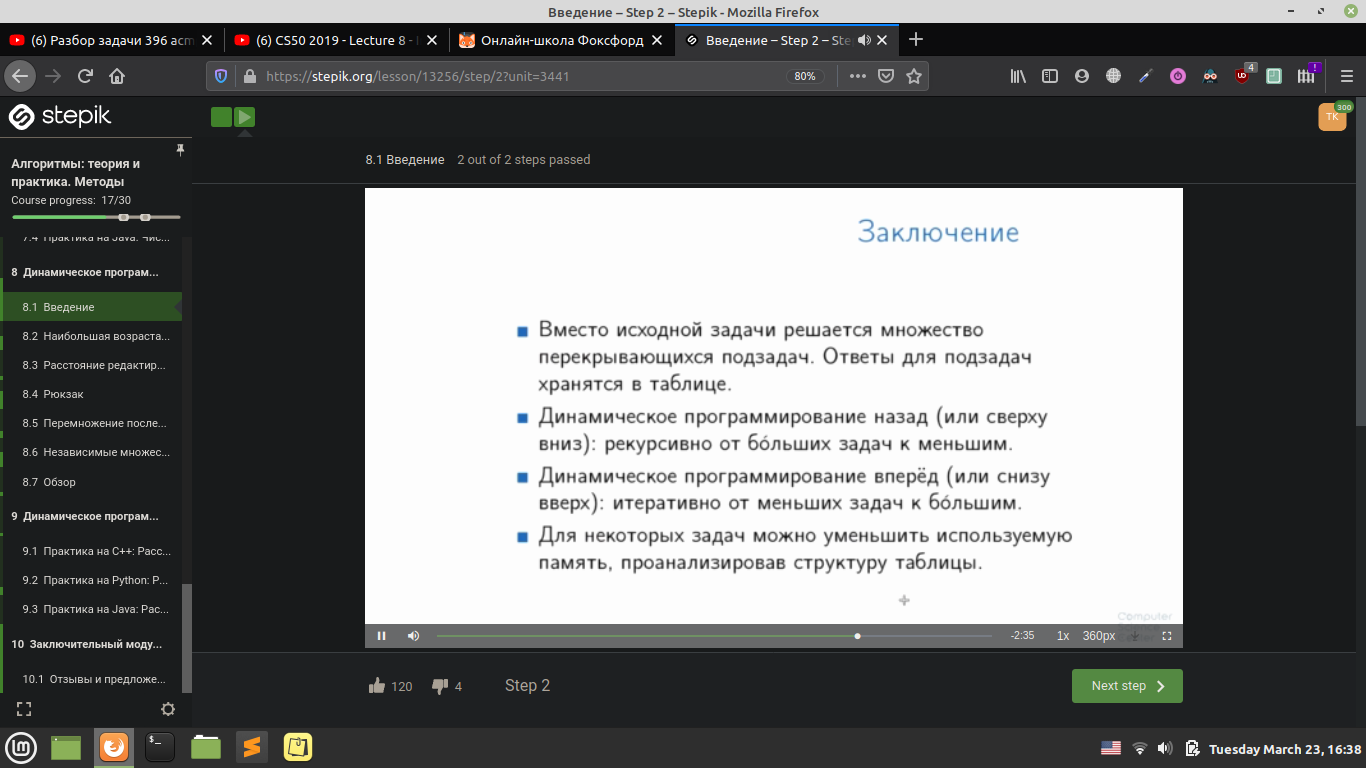 Введение – Step 2 – Stepik - Mozilla Firefox
(6) Разбор задачи 396 acm
(6) CS50 2019 - Lecture 8 -
Онлайн-школа Фоксфорд
Введение – Step 2 – Ste
https://stepik.org/lesson/13256/step/2?unit=3441
80%
4
!
stepik
300
TK
Алгоритмы: теория и
практика. Методы
Course progress: 17/30
7.4 Практика на Java: Чис...
8 Динамическое програм...
8.1 Введение
8.2 Наибольшая возраста...
8.3 Расстояние редактир...
8.4 Рюкзак
8.5 Перемножение после...
8.6 Независимые множес...
8.7 Обзор
9 Динамическое програм...
9.1 Практика на C++: Расс...
9.2 Практика на Python: Р...
9.3 Практика на Java: Рас...
10 Заключительный моду...
10.1 Отзывы и предложе...
8.1 Введение 2 out of 2 steps passed
Заключение
Вместо исходной задачи решается множество
перекрывающихся подзадач. Ответы для подзадач
хранятся в таблице.
Динамическое программирование назад (или сверху
вниз): рекурсивно от бо́льших задач к меньшим.
Динамическое программирование вперёд (или снизу
вверх): итеративно от меньших задач к бо́льшим.
Для некоторых задач можно уменьшить используемую
память, проанализировав структуру таблицы.
Computer
-2:35 1x 360px
120 4 Step 2
Next step
Tuesday March 23, 16:38